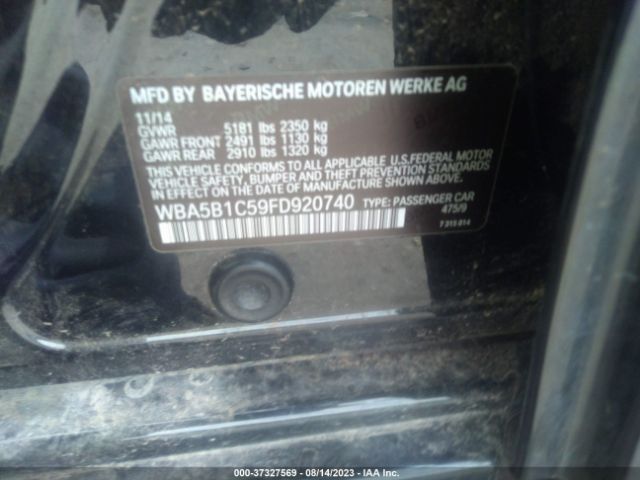 MFD BY BAYERISCHE MOTOREN WERKE AG
11/14
GVWR 5181 lbs 2350 kg
GAWR FRONT 2491 lbs 1130 kg
GAWR REAR 2910 lbs 1320 kg
THIS VEHICLE CONFORMS TO ALL APPLICABLE U.S.FEDERAL MOTOR
VEHICLE SAFETY, BUMPER, AND THEFT PREVENTION STANDARDS
IN EFFECT ON THE DATE OF MANUFACTURE SHOWN ABOVE.
WBA5B1C59FD920740 TYPE: PASSENGER CAR
475/9
7 315 814
000-37327569 - 08/14/2023 - IAA Inc.